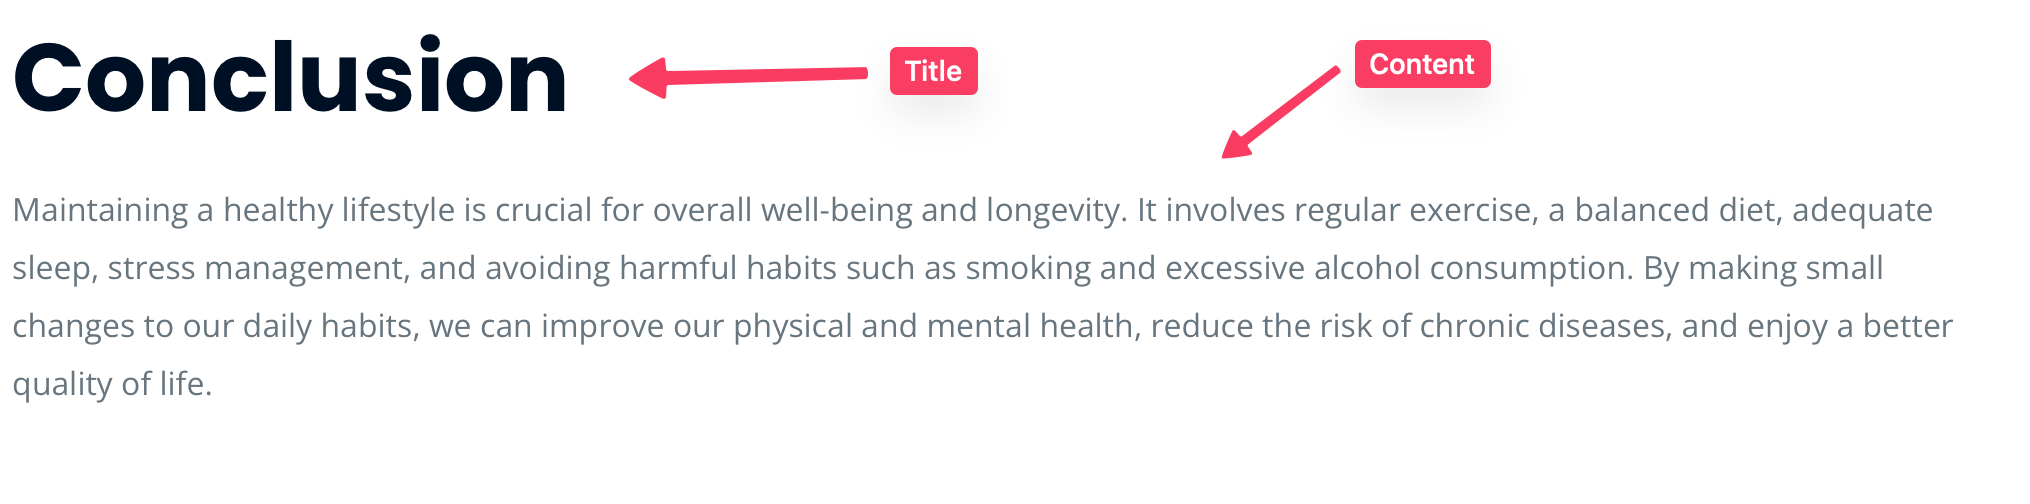 Conclusion
Title
Content
Maintaining a healthy lifestyle is crucial for overall well-being and longevity. It involves regular exercise, a balanced diet, adequate
sleep, stress management, and avoiding harmful habits such as smoking and excessive alcohol consumption. By making small
changes to our daily habits, we can improve our physical and mental health, reduce the risk of chronic diseases, and enjoy a better
quality of life.